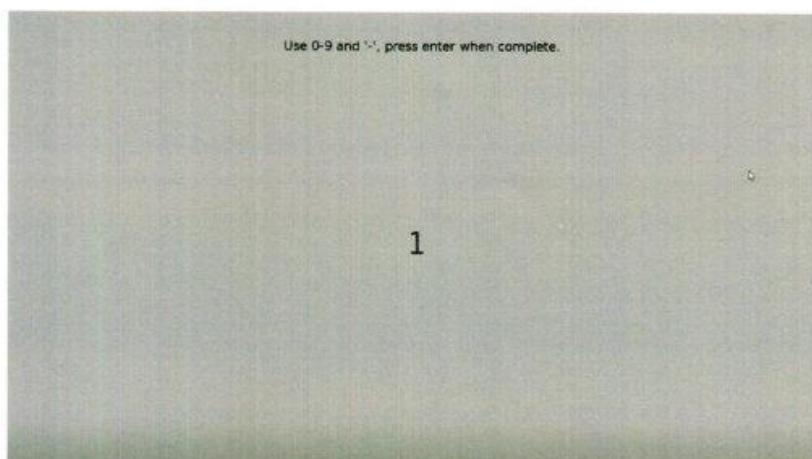 Use 0-9 and '-', press enter when complete.
1